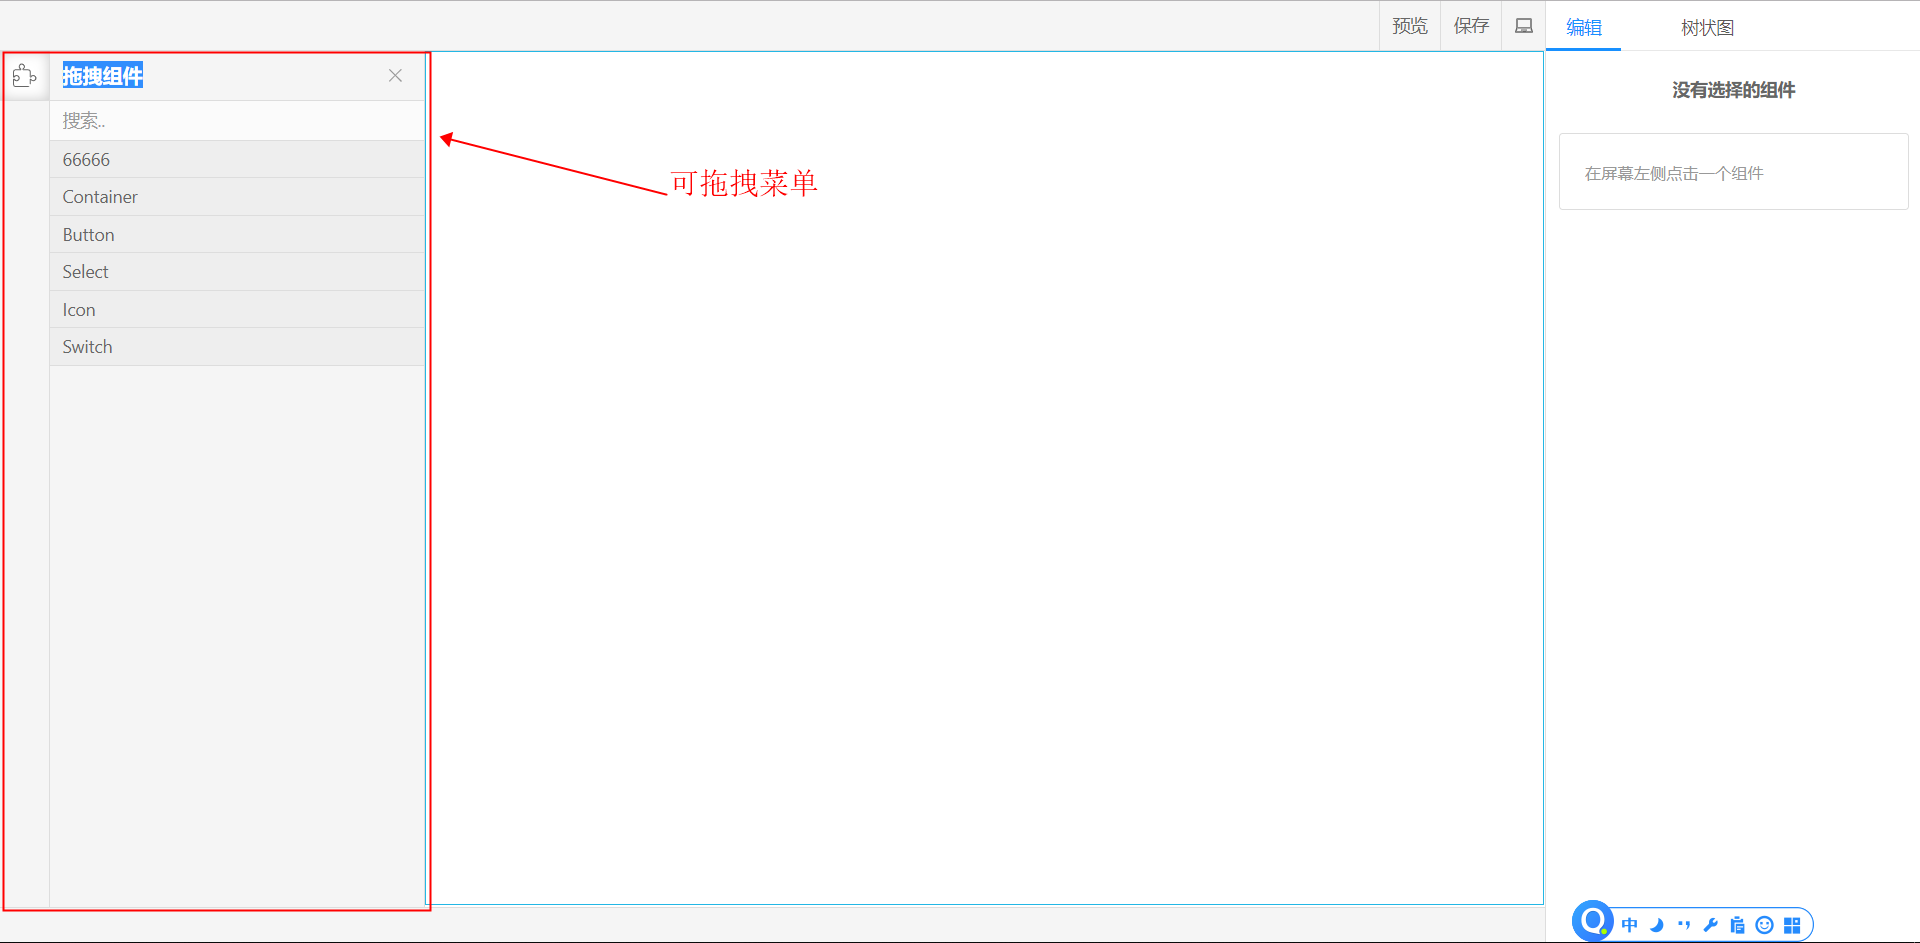 预览
保存
编辑
树状图
拖拽组件
搜索..
66666
Container
Button
Select
Icon
Switch
可拖拽菜单
没有选择的组件
在屏幕左侧点击一个组件
中